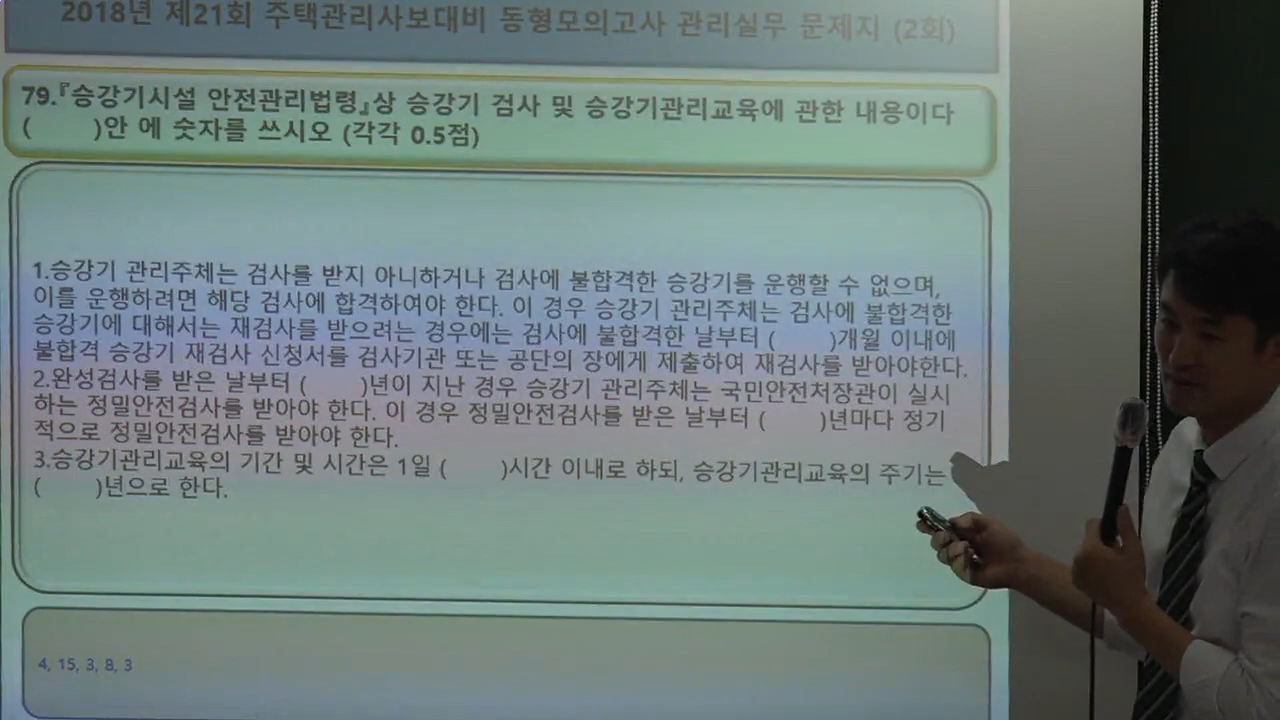 2018년 제21회 주택관리사보대비 동형모의고사 관리실무 문제지 (2회)
79.『승강기시설 안전관리법령』상 승강기 검사 및 승강기관리교육에 관한 내용이다
( )안 에 숫자를 쓰시오 (각각 0.5점)
1.승강기 관리주체는 검사를 받지 아니하거나 검사에 불합격한 승강기를 운행할 수 없으며,
이를 운행하려면 해당 검사에 합격하여야 한다. 이 경우 승강기 관리주체는 검사에 불합격한
승강기에 대해서는 재검사를 받으려는 경우에는 검사에 불합격한 날부터 ( )개월 이내에
불합격 승강기 재검사 신청서를 검사기관 또는 공단의 장에게 제출하여 재검사를 받아야한다.
2.완성검사를 받은 날부터 ( )년이 지난 경우 승강기 관리주체는 국민안전처장관이 실시
하는 정밀안전검사를 받아야 한다. 이 경우 정밀안전검사를 받은 날부터 ( )년마다 정기
적으로 정밀안전검사를 받아야 한다.
3.승강기관리교육의 기간 및 시간은 1일 ( )시간 이내로 하되, 승강기관리교육의 주기는
( )년으로 한다.
4, 15, 3, 8, 3